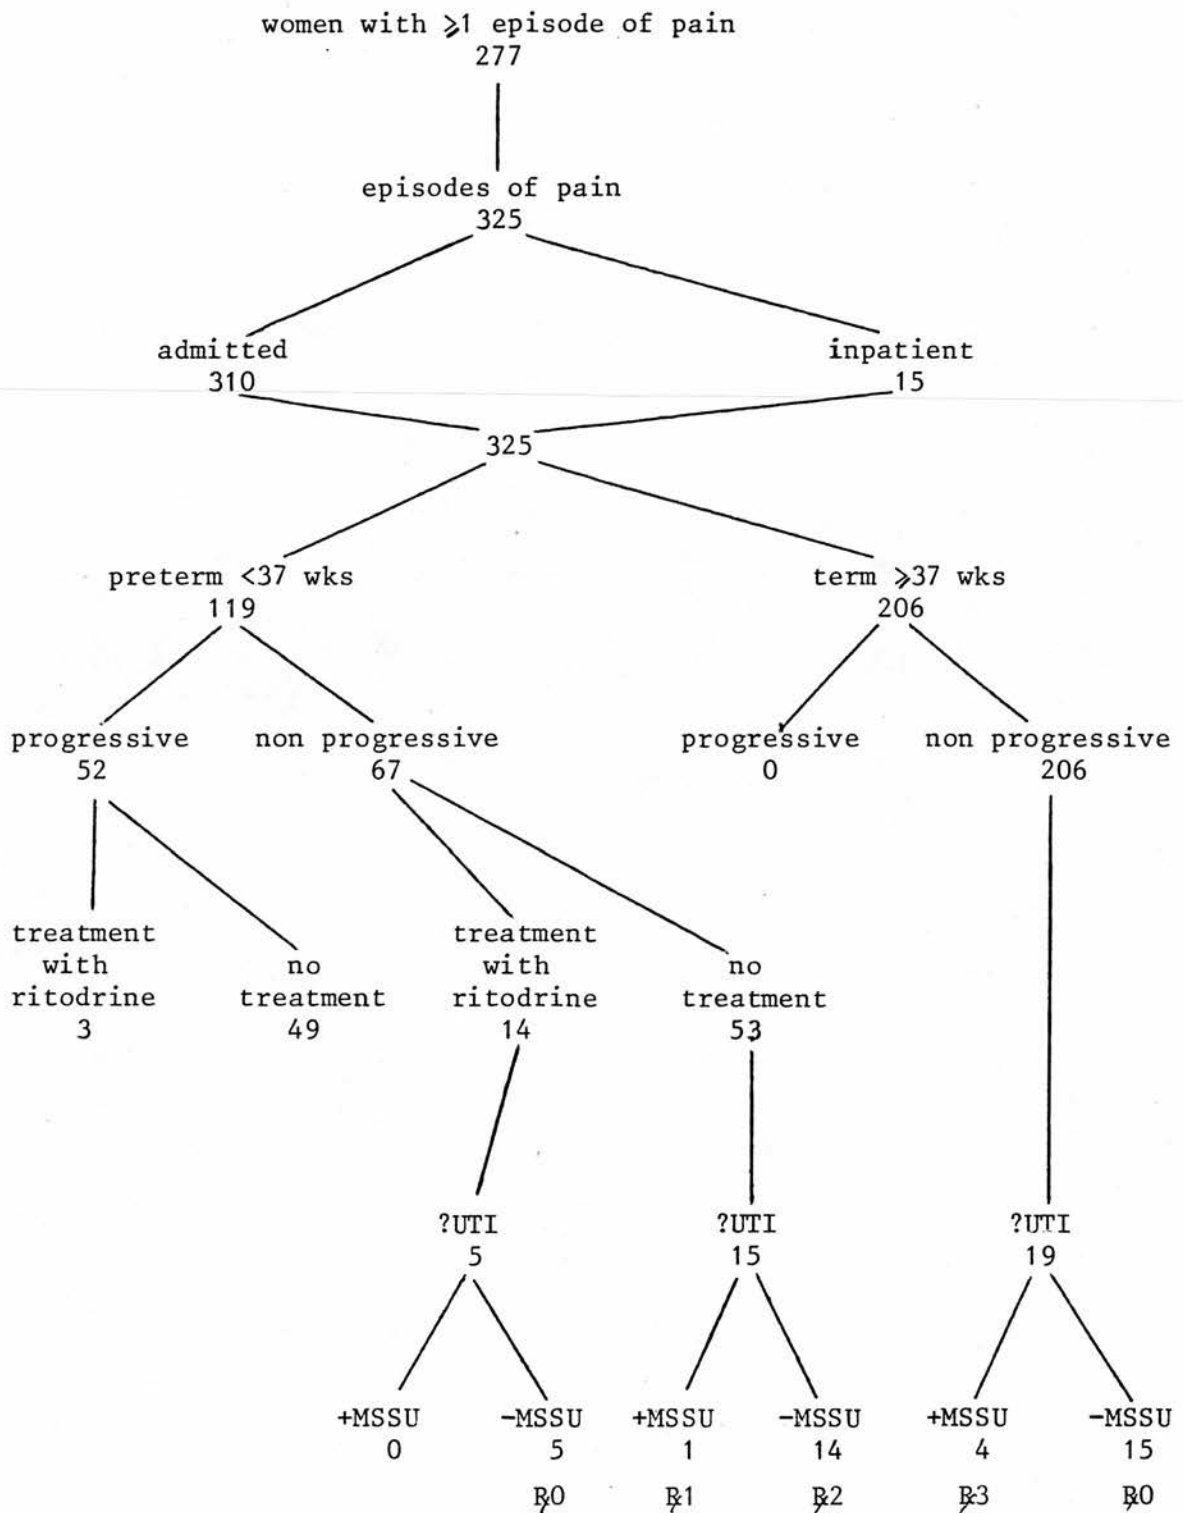 women with ⩾1 episode of pain
277
episodes of pain
325
admitted
310
inpatient
15
325
preterm <37 wks
119
term ⩾37 wks
206
progressive
52
non progressive
67
progressive
0
non progressive
206
treatment
with
ritodrine
3
no
treatment
49
treatment
with
ritodrine
14
no
treatment
53
?UTI
5
?UTI
15
?UTI
19
+MSSU
0
-MSSU
5
℞0
+MSSU
1
℞1
-MSSU
14
℞2
+MSSU
4
℞3
-MSSU
15
℞0